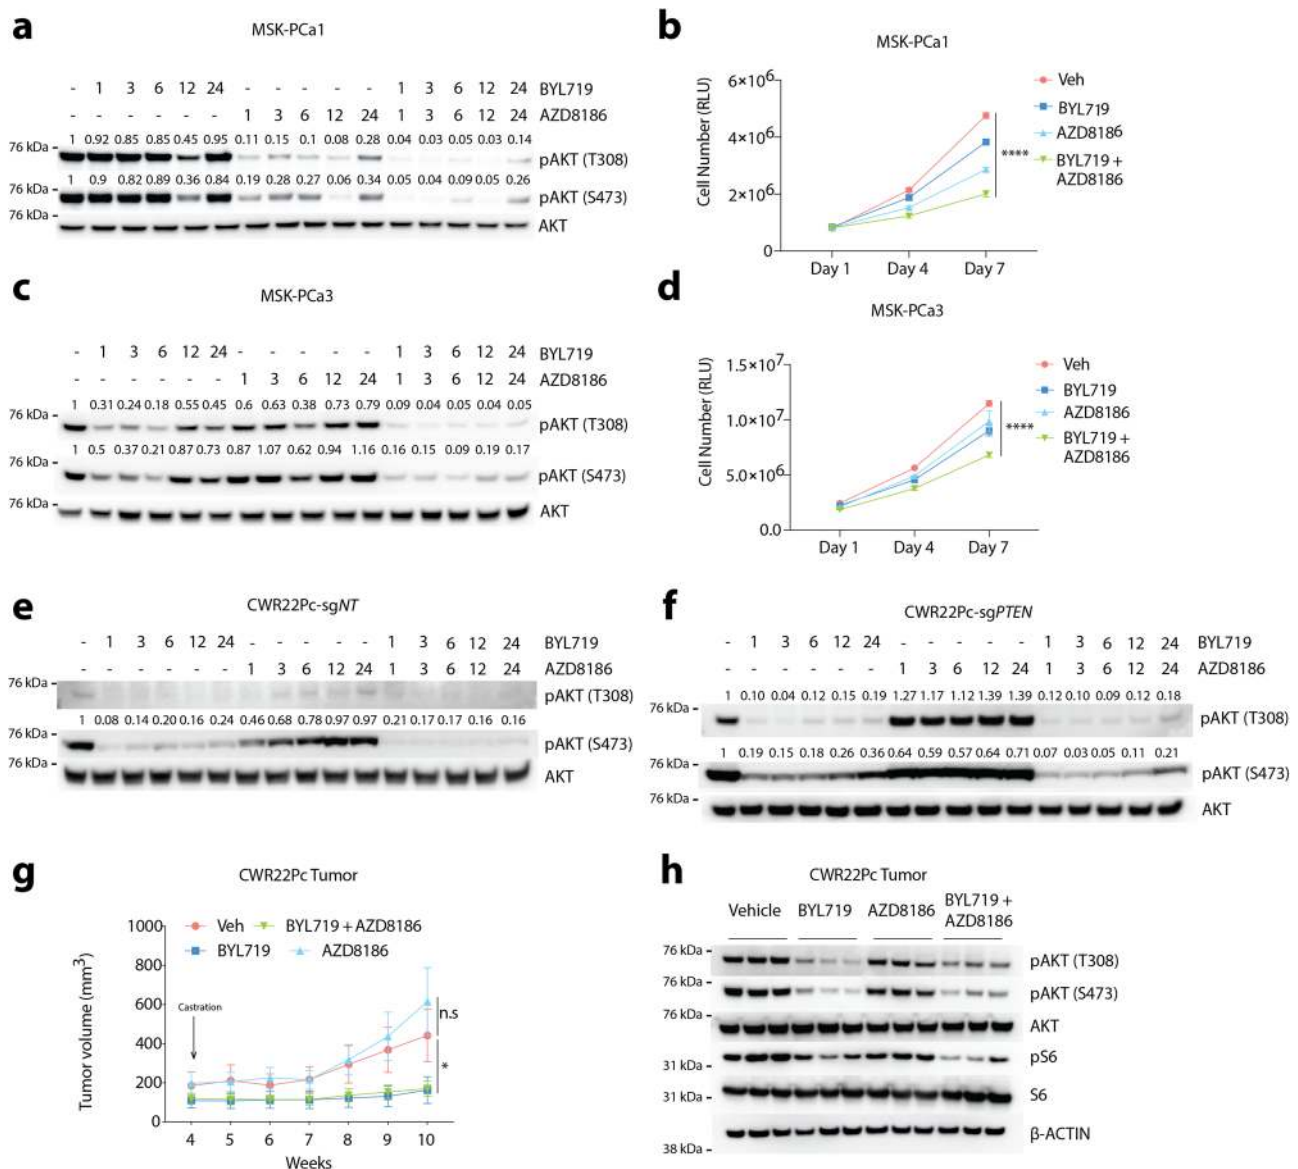 a
MSK-PCa1
- 1 3 6 12 24 - - - - - 1 3 6 12 24 BYL719
- - - - - - 1 3 6 12 24 1 3 6 12 24 AZD8186
1 0.92 0.85 0.85 0.45 0.95 0.11 0.15 0.1 0.08 0.28 0.04 0.03 0.05 0.03 0.14
76 kDa
pAKT (T308)
1 0.9 0.82 0.89 0.36 0.84 0.19 0.28 0.27 0.06 0.34 0.05 0.04 0.09 0.05 0.26
76 kDa
pAKT (S473)
76 kDa
AKT
b
MSK-PCa1
Cell Number (RLU)
6×10⁶
4×10⁶
2×10⁶
0
Day 1 Day 4 Day 7
Veh
BYL719
AZD8186
BYL719 +
AZD8186
****
c
MSK-PCa3
- 1 3 6 12 24 - - - - - 1 3 6 12 24 BYL719
- - - - - - 1 3 6 12 24 1 3 6 12 24 AZD8186
1 0.31 0.24 0.18 0.55 0.45 0.6 0.63 0.38 0.73 0.79 0.09 0.04 0.05 0.04 0.05
76 kDa
pAKT (T308)
1 0.5 0.37 0.21 0.87 0.73 0.87 1.07 0.62 0.94 1.16 0.16 0.15 0.09 0.19 0.17
76 kDa
pAKT (S473)
76 kDa
AKT
d
MSK-PCa3
Cell Number (RLU)
1.5×10⁷
1.0×10⁷
5.0×10⁶
0.0
Day 1 Day 4 Day 7
Veh
BYL719
AZD8186
BYL719 +
AZD8186
****
e
CWR22Pc-sgNT
- 1 3 6 12 24 - - - - - 1 3 6 12 24 BYL719
- - - - - - 1 3 6 12 24 1 3 6 12 24 AZD8186
76 kDa
pAKT (T308)
1 0.08 0.14 0.20 0.16 0.24 0.46 0.68 0.78 0.97 0.97 0.21 0.17 0.17 0.16 0.16
76 kDa
pAKT (S473)
76 kDa
AKT
f
CWR22Pc-sgPTEN
- 1 3 6 12 24 - - - - - 1 3 6 12 24 BYL719
- - - - - - 1 3 6 12 24 1 3 6 12 24 AZD8186
1 0.10 0.04 0.12 0.15 0.19 1.27 1.17 1.12 1.39 1.39 0.12 0.10 0.09 0.12 0.18
76 kDa
pAKT (T308)
1 0.19 0.15 0.18 0.26 0.36 0.64 0.59 0.57 0.64 0.71 0.07 0.03 0.05 0.11 0.21
76 kDa
pAKT (S473)
76 kDa
AKT
g
CWR22Pc Tumor
Veh BYL719 + AZD8186
BYL719 AZD8186
Tumor volume (mm³)
1000
800
600
400
200
0
Castration
n.s
*
4 5 6 7 8 9 10
Weeks
h
CWR22Pc Tumor
Vehicle BYL719 AZD8186 BYL719 +
AZD8186
76 kDa
pAKT (T308)
76 kDa
pAKT (S473)
76 kDa
AKT
pS6
31 kDa
S6
31 kDa
β-ACTIN
38 kDa